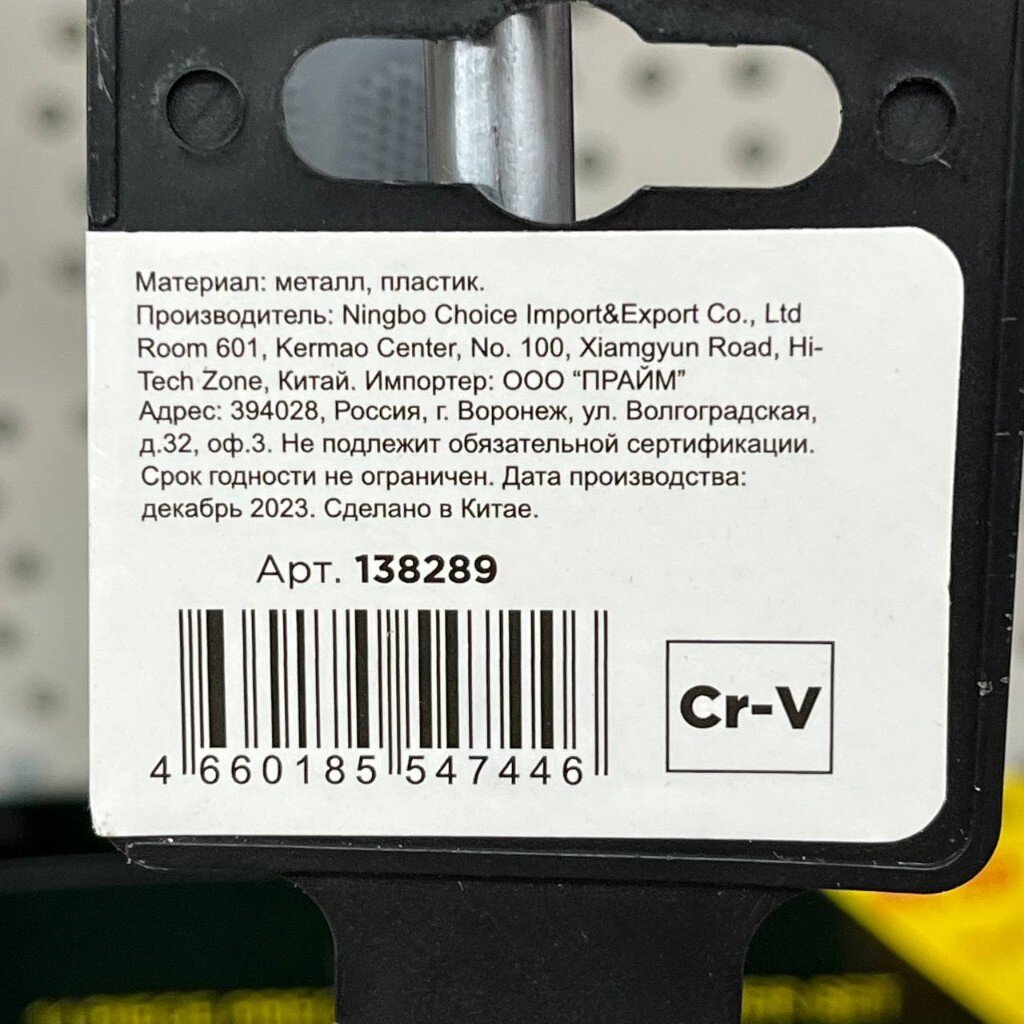 Материал: металл, пластик.
Производитель: Ningbo Choice Import&Export Co., Ltd
Room 601, Kermao Center, No. 100, Xiamgyun Road, Hi-
Tech Zone, Китай. Импортер: ООО “ПРАЙМ”
Адрес: 394028, Россия, г. Воронеж, ул. Волгоградская,
д.32, оф.3. Не подлежит обязательной сертификации.
Срок годности не ограничен. Дата производства:
декабрь 2023. Сделано в Китае.
Арт. 138289
4 660185 547446
Cr-V